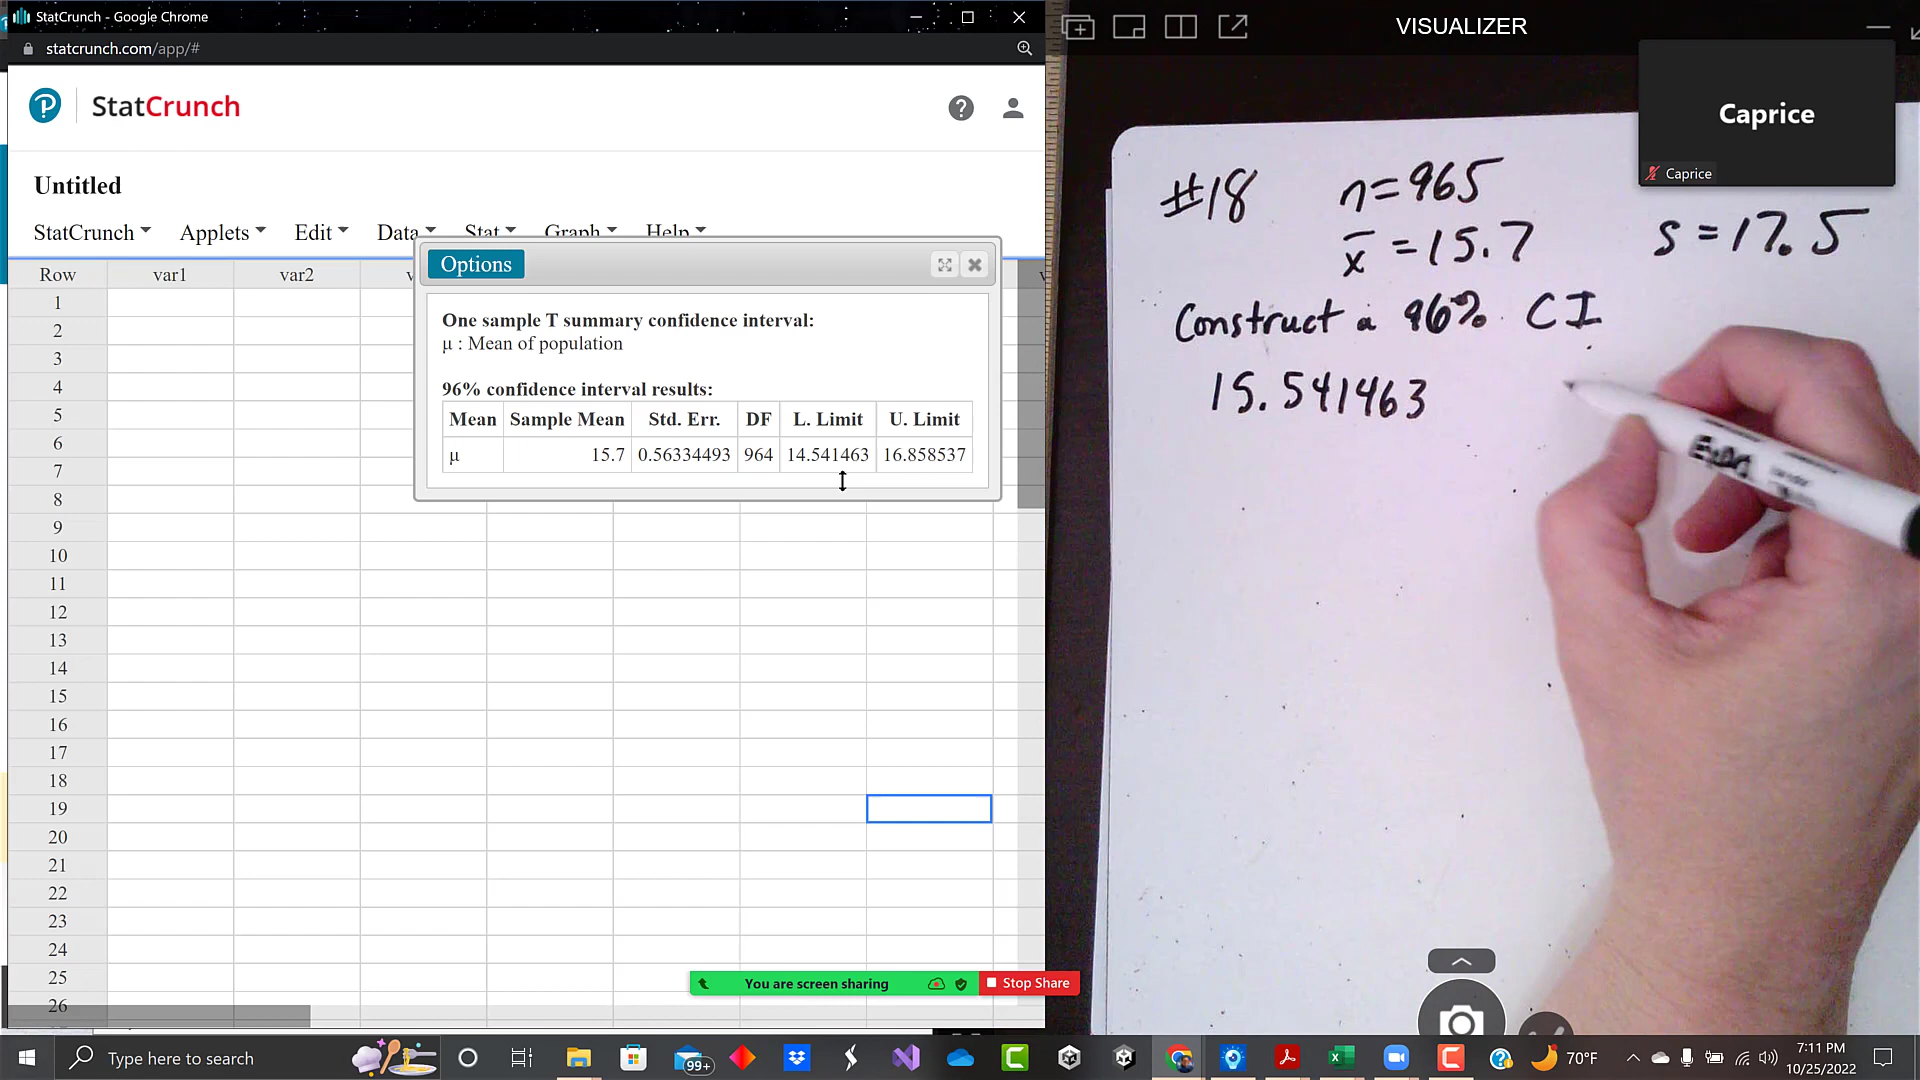 StatCrunch - Google Chrome
statcrunch.com/app/#
StatCrunch
Untitled
StatCrunch Applets Edit Data Stat Graph Help
Row var1 var2
Options
One sample T summary confidence interval:
μ : Mean of population
96% confidence interval results:
Mean Sample Mean Std. Err. DF L. Limit U. Limit
μ 15.7 0.56334493 964 14.541463 16.858537
1
2
3
4
5
6
7
8
9
10
11
12
13
14
15
16
17
18
19
20
21
22
23
24
25
26
You are screen sharing
Stop Share
VISUALIZER
Caprice
Caprice
#18 n=965
x̄ =15.7 s=17.5
Construct a 96% CI
15.541463
Expo
Type here to search
99+
70°F
7:11 PM
10/25/2022